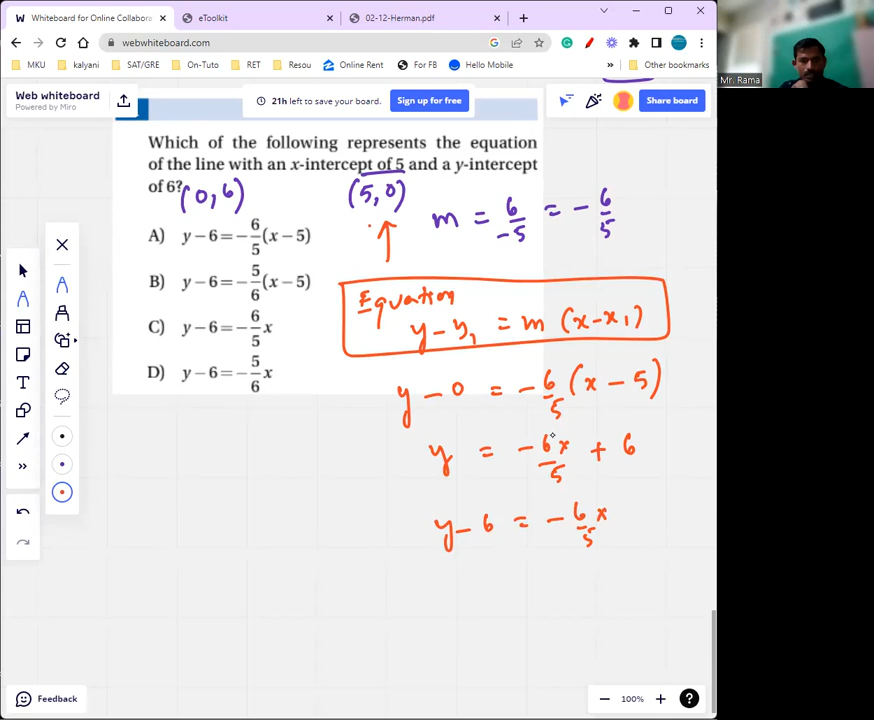 Whiteboard for Online Collabora
eToolkit
02-12-Herman.pdf
webwhiteboard.com
MKU
kalyani
SAT/GRE
On-Tuto
RET
Resou
Online Rent
For FB
Hello Mobile
Other bookmarks
Mr. Rama
Web whiteboard
Powered by Miro
21h left to save your board.
Sign up for free
Share board
Which of the following represents the equation
of the line with an x-intercept of 5 and a y-intercept
of 6?
(0, 6)
(5, 0)
m = 6/-5 = - 6/5
A) y − 6 = −6/5(x − 5)
B) y − 6 = −5/6(x − 5)
C) y − 6 = −6/5x
D) y − 6 = −5/6x
Equation
y − y₁ = m (x − x₁)
y − 0 = −6/5 (x − 5)
y = −6x/5 + 6
y − 6 = −6/5 x
Feedback
100%